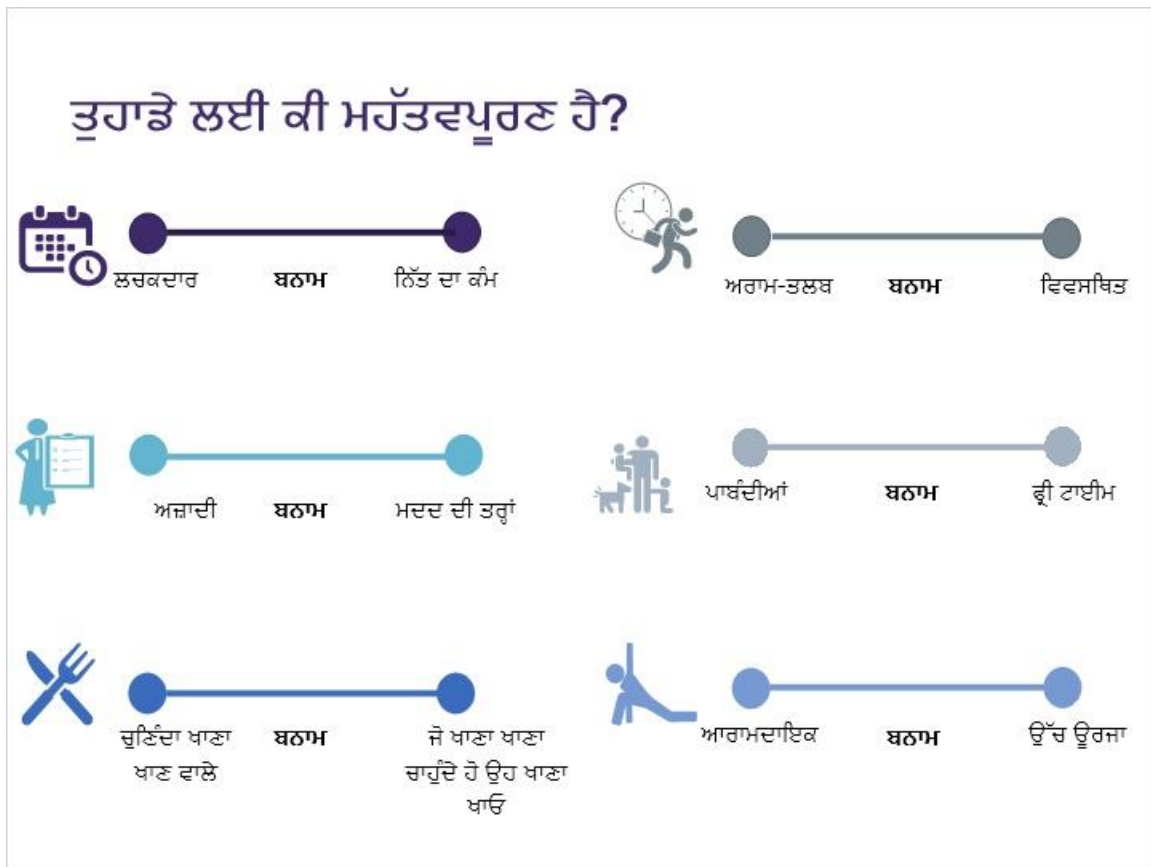 ਤੁਹਾਡੇ ਲਈ ਕੀ ਮਹੱਤਵਪੂਰਣ ਹੈ?
ਲਚਕਦਾਰ ਬਨਾਮ ਨਿੱਤ ਦਾ ਕੰਮ
ਅਰਾਮ-ਤਲਬ ਬਨਾਮ ਵਿਵਸਥਿਤ
ਅਜ਼ਾਦੀ ਬਨਾਮ ਮਦਦ ਦੀ ਤਰ੍ਹਾਂ
ਪਾਬੰਦੀਆਂ ਬਨਾਮ ਫ੍ਰੀ ਟਾਈਮ
ਚੁਣਿੰਦਾ ਖਾਣਾ
ਖਾਣ ਵਾਲੇ
ਬਨਾਮ
ਜੋ ਖਾਣਾ ਖਾਣਾ
ਚਾਹੁੰਦੇ ਹੋ ਉਹ ਖਾਣਾ
ਖਾਓ
ਆਰਾਮਦਾਇਕ ਬਨਾਮ ਉੱਚ ਊਰਜਾ